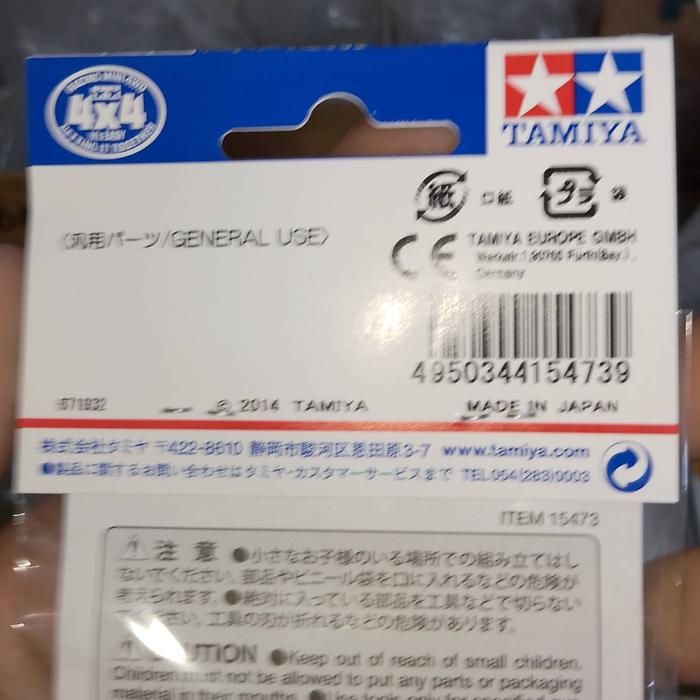 RACING MINI 4WD
4x4
IT'S EASY
TAMIYA
紙
プラ
〈汎用パーツ/GENERAL USE〉
CE
TAMIYA EUROPE GMBH
Germany
4950344154739
© 2014 TAMIYA
MADE IN JAPAN
株式会社タミヤ 〒422-8610 静岡市駿河区恩田原3-7 www.tamiya.com
●製品に関するお問い合わせはタミヤ・カスタマーサービスまで TEL054(283)0003
ITEM 15473
注 意 ●小さなお子様のいる場所での組み立てはし
ないでください。部品やビニール袋を口に入れるなどの危険が
考えられます。●絶対に入っている部品を工具などで切らない
でください。工具の刃が折れるなどの危険があります。
CAUTION ●Keep out of reach of small children.
Children must not be allowed to put any parts or packaging
material in their mouths.